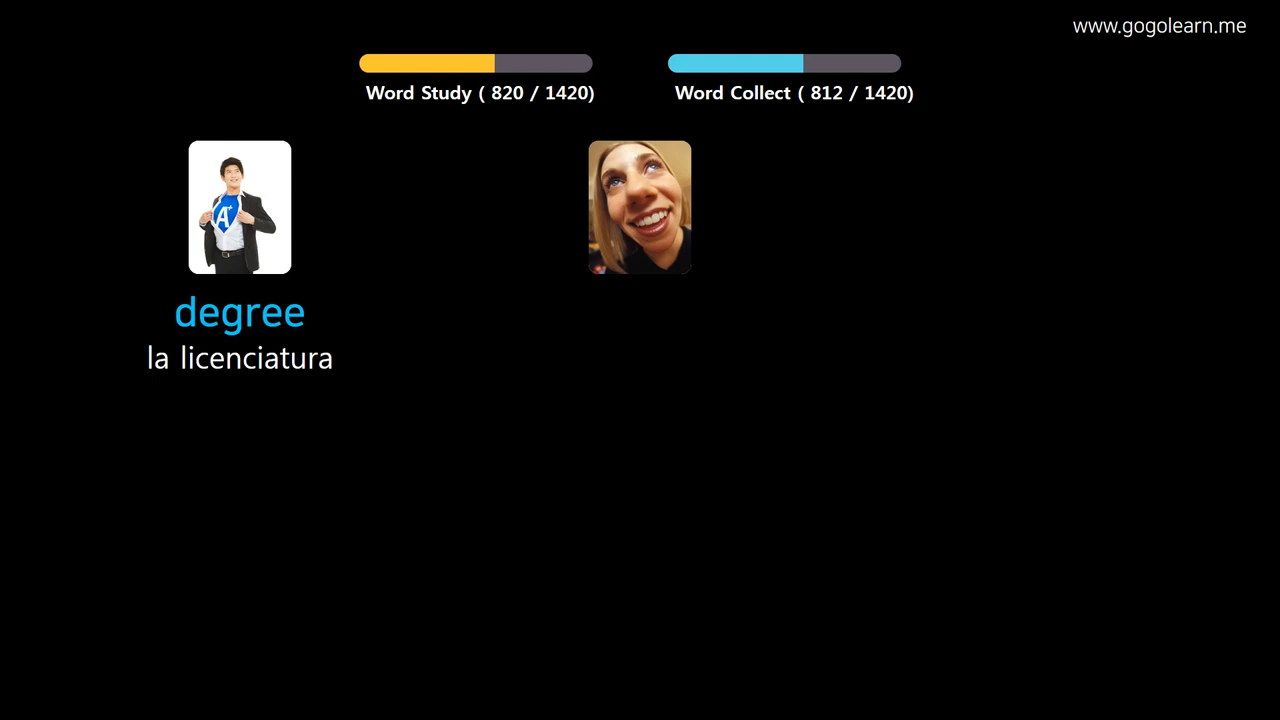 www.gogolearn.me
Word Study ( 820 / 1420)
Word Collect ( 812 / 1420)
A+
degree
la licenciatura